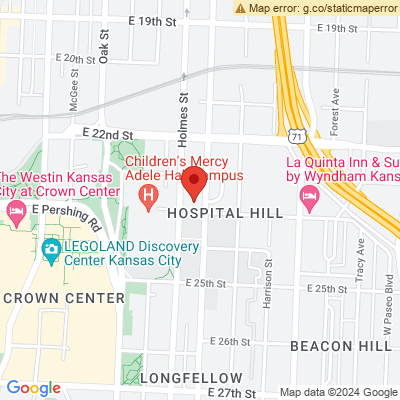 Map error: g.co/staticmaperror
E 19th St
E 19th St
Oak St
E 20th St
McGee St
Holmes St
Forest Ave
71
E 22nd St
Children's Mercy
Adele Ha
mpus
La Quinta Inn & Su
by Wyndham Kans
The Westin Kansas
City at Crown Center
E Pershing Rd
H
HOSPITAL HILL
LEGOLAND Discovery
Center Kansas City
Harrison St
Tracy Ave
W Paseo Blvd
E 25th St
E 25th St
CROWN CENTER
E 26th St
BEACON HILL
LONGFELLOW
Google
E 27th St
Map data ©2024 Google